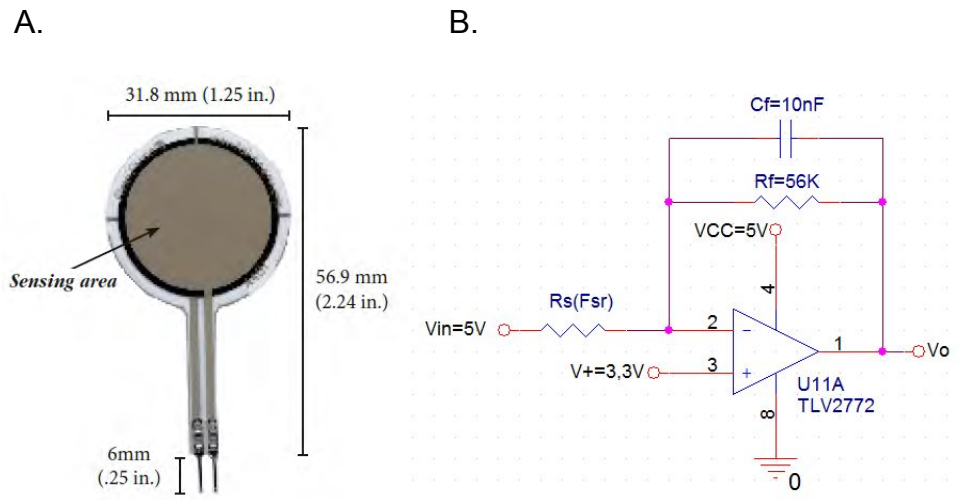 A.
B.
31.8 mm (1.25 in.)
Sensing area
56.9 mm
(2.24 in.)
6mm
(.25 in.)
Cf=10nF
Rf=56K
VCC=5V
4
Rs(Fsr)
Vin=5V
2
-
1
Vo
V+=3,3V
3
+
U11A
TLV2772
8
0